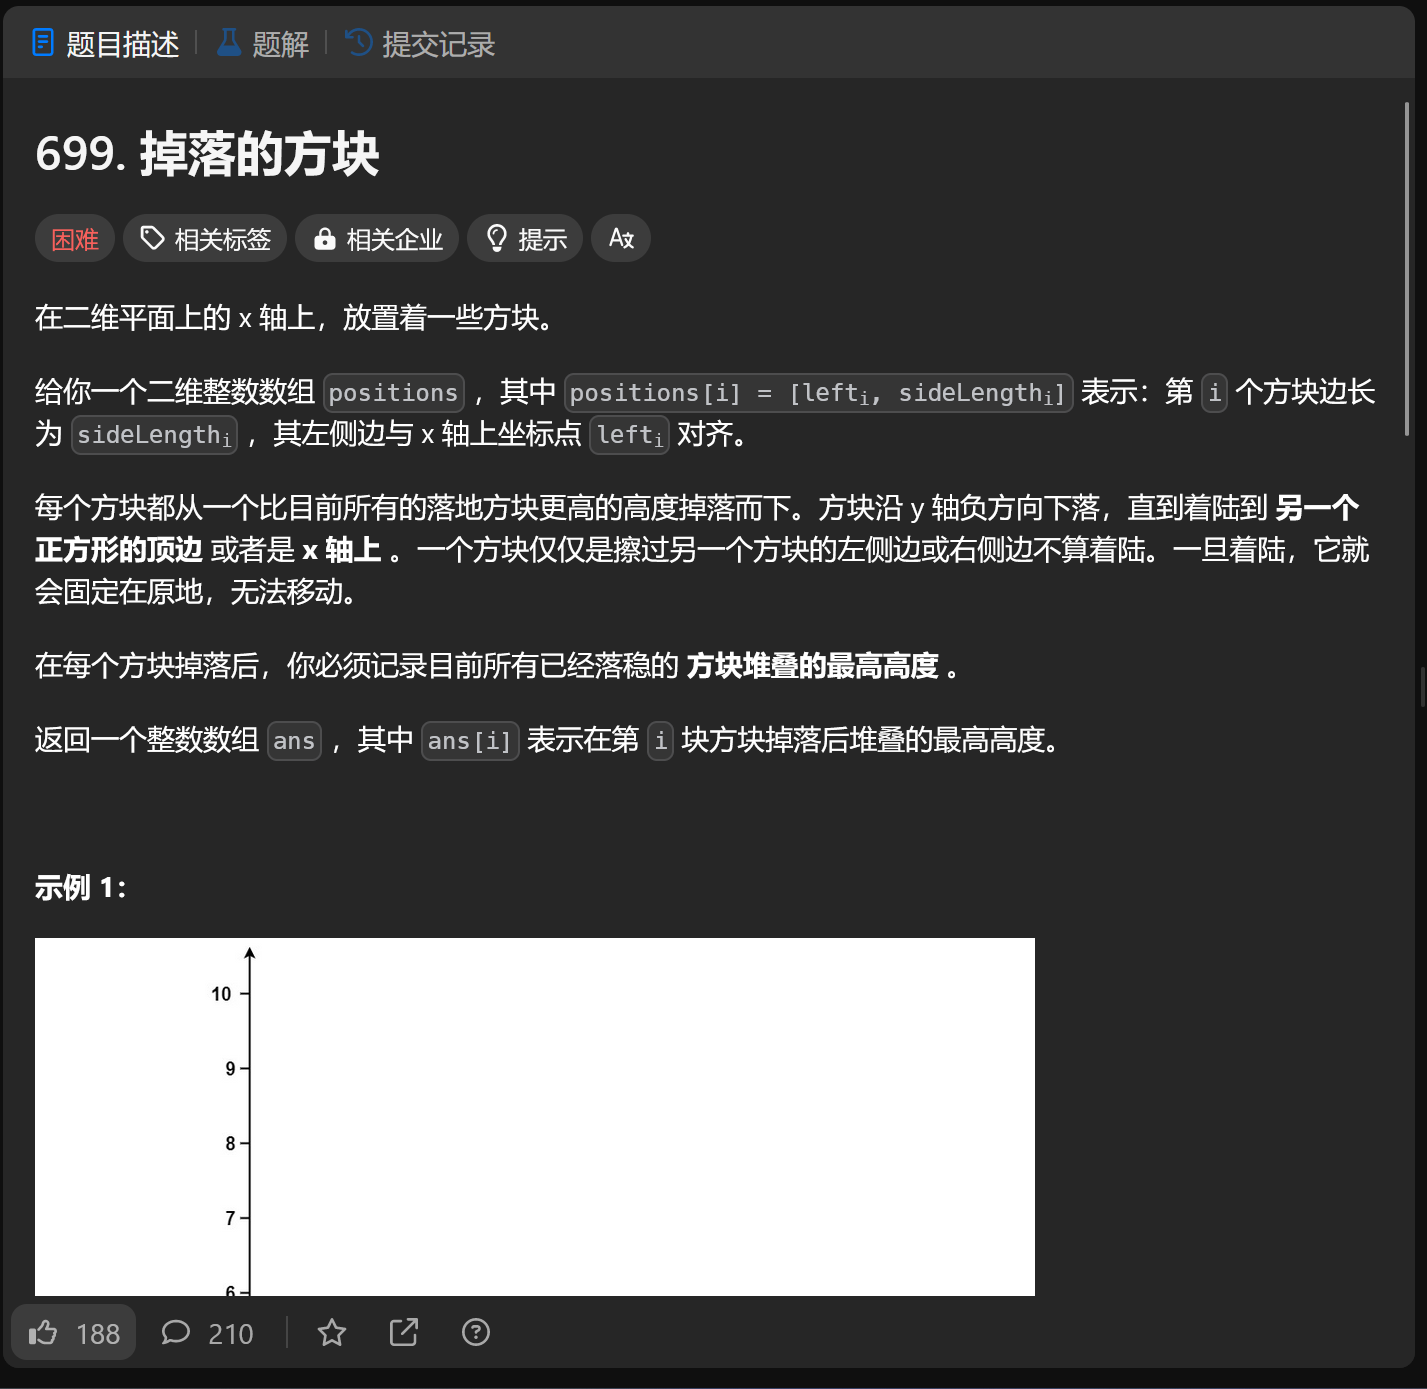 题目描述 题解 提交记录
699. 掉落的方块
困难 相关标签 相关企业 提示 A文
在二维平面上的 x 轴上，放置着一些方块。
给你一个二维整数数组 positions ，其中 positions[i] = [lefti, sideLengthi] 表示：第 i 个方块边长
为 sideLengthi ，其左侧边与 x 轴上坐标点 lefti 对齐。
每个方块都从一个比目前所有的落地方块更高的高度掉落而下。方块沿 y 轴负方向下落，直到着陆到 另一个
正方形的顶边 或者是 x 轴上 。一个方块仅仅是擦过另一个方块的左侧边或右侧边不算着陆。一旦着陆，它就
会固定在原地，无法移动。
在每个方块掉落后，你必须记录目前所有已经落稳的 方块堆叠的最高高度 。
返回一个整数数组 ans ，其中 ans[i] 表示在第 i 块方块掉落后堆叠的最高高度。
示例 1：
10
9
8
7
6
188 210